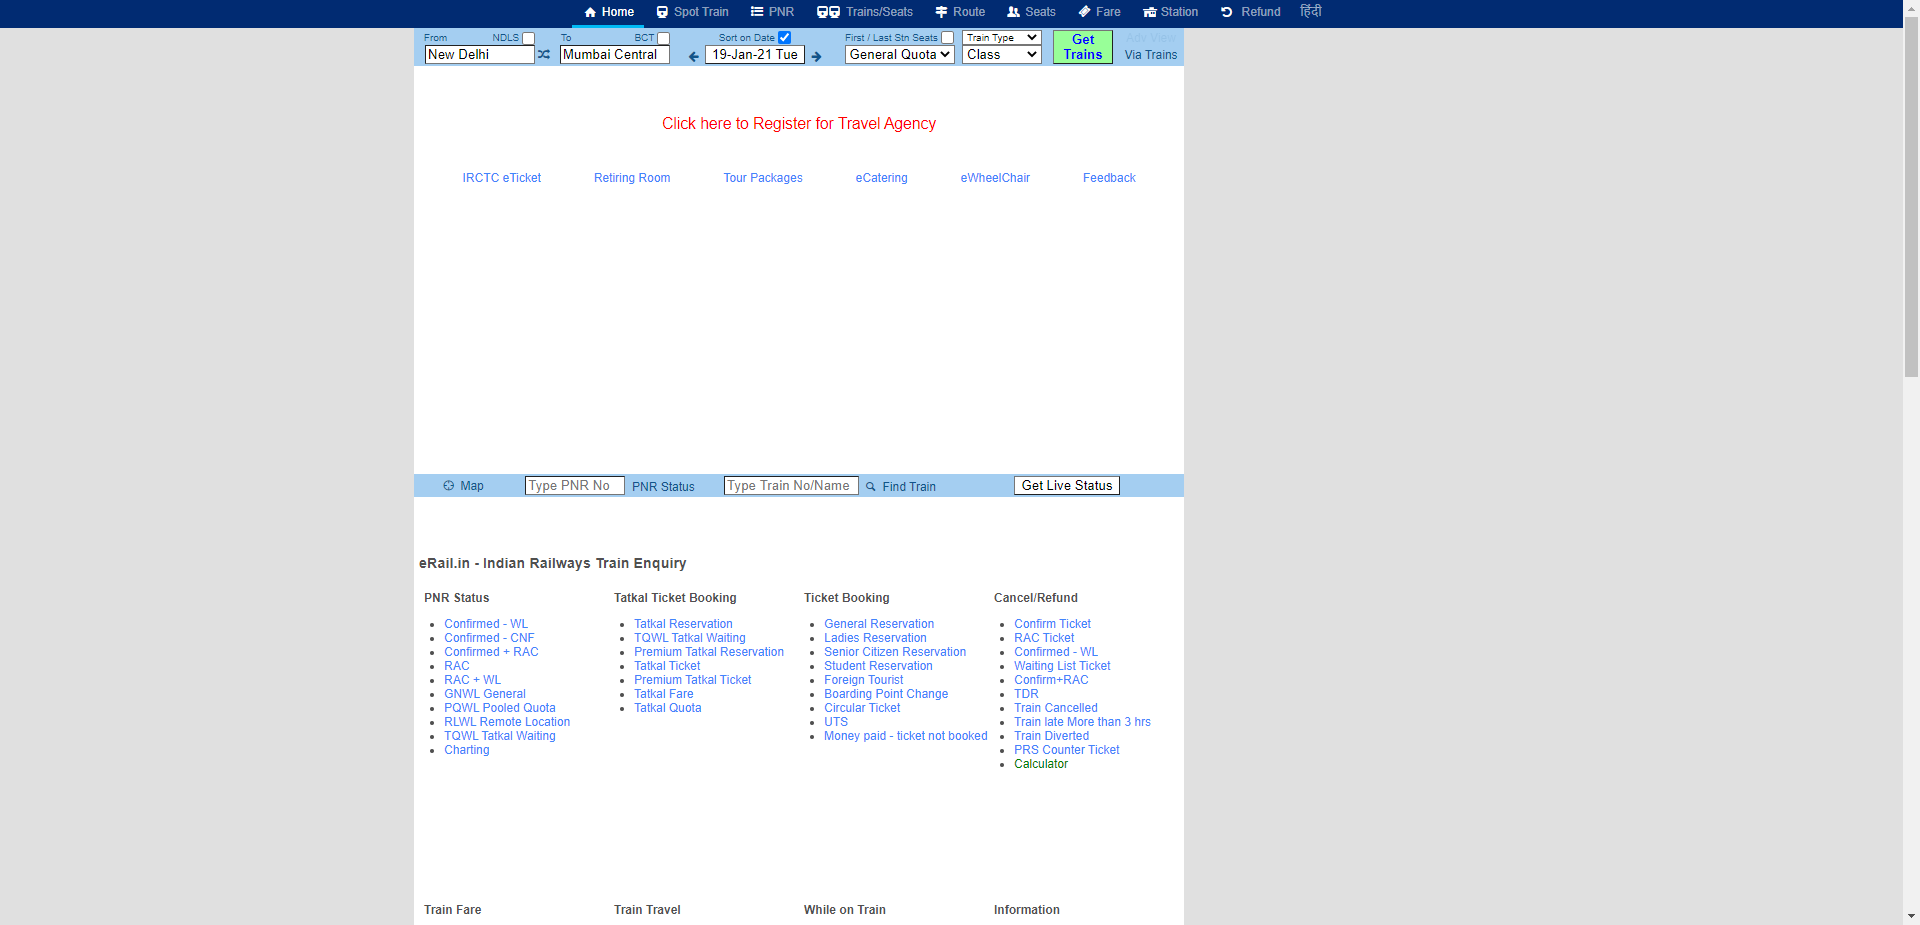 Home Spot Train PNR Trains/Seats Route Seats Fare Station Refund हिंदी
From NDLS To BCT Sort on Date First / Last Stn Seats Train Type Get Trains Adv View
New Delhi Mumbai Central 19-Jan-21 Tue General Quota Class Via Trains
Click here to Register for Travel Agency
IRCTC eTicket Retiring Room Tour Packages eCatering eWheelChair Feedback
Map Type PNR No PNR Status Type Train No/Name Find Train Get Live Status
eRail.in - Indian Railways Train Enquiry
PNR Status
Confirmed - WL
Confirmed - CNF
Confirmed + RAC
RAC
RAC + WL
GNWL General
PQWL Pooled Quota
RLWL Remote Location
TQWL Tatkal Waiting
Charting
Tatkal Ticket Booking
Tatkal Reservation
TQWL Tatkal Waiting
Premium Tatkal Reservation
Tatkal Ticket
Premium Tatkal Ticket
Tatkal Fare
Tatkal Quota
Ticket Booking
General Reservation
Ladies Reservation
Senior Citizen Reservation
Student Reservation
Foreign Tourist
Boarding Point Change
Circular Ticket
UTS
Money paid - ticket not booked
Cancel/Refund
Confirm Ticket
RAC Ticket
Confirmed - WL
Waiting List Ticket
Confirm+RAC
TDR
Train Cancelled
Train late More than 3 hrs
Train Diverted
PRS Counter Ticket
Calculator
Train Fare Train Travel While on Train Information